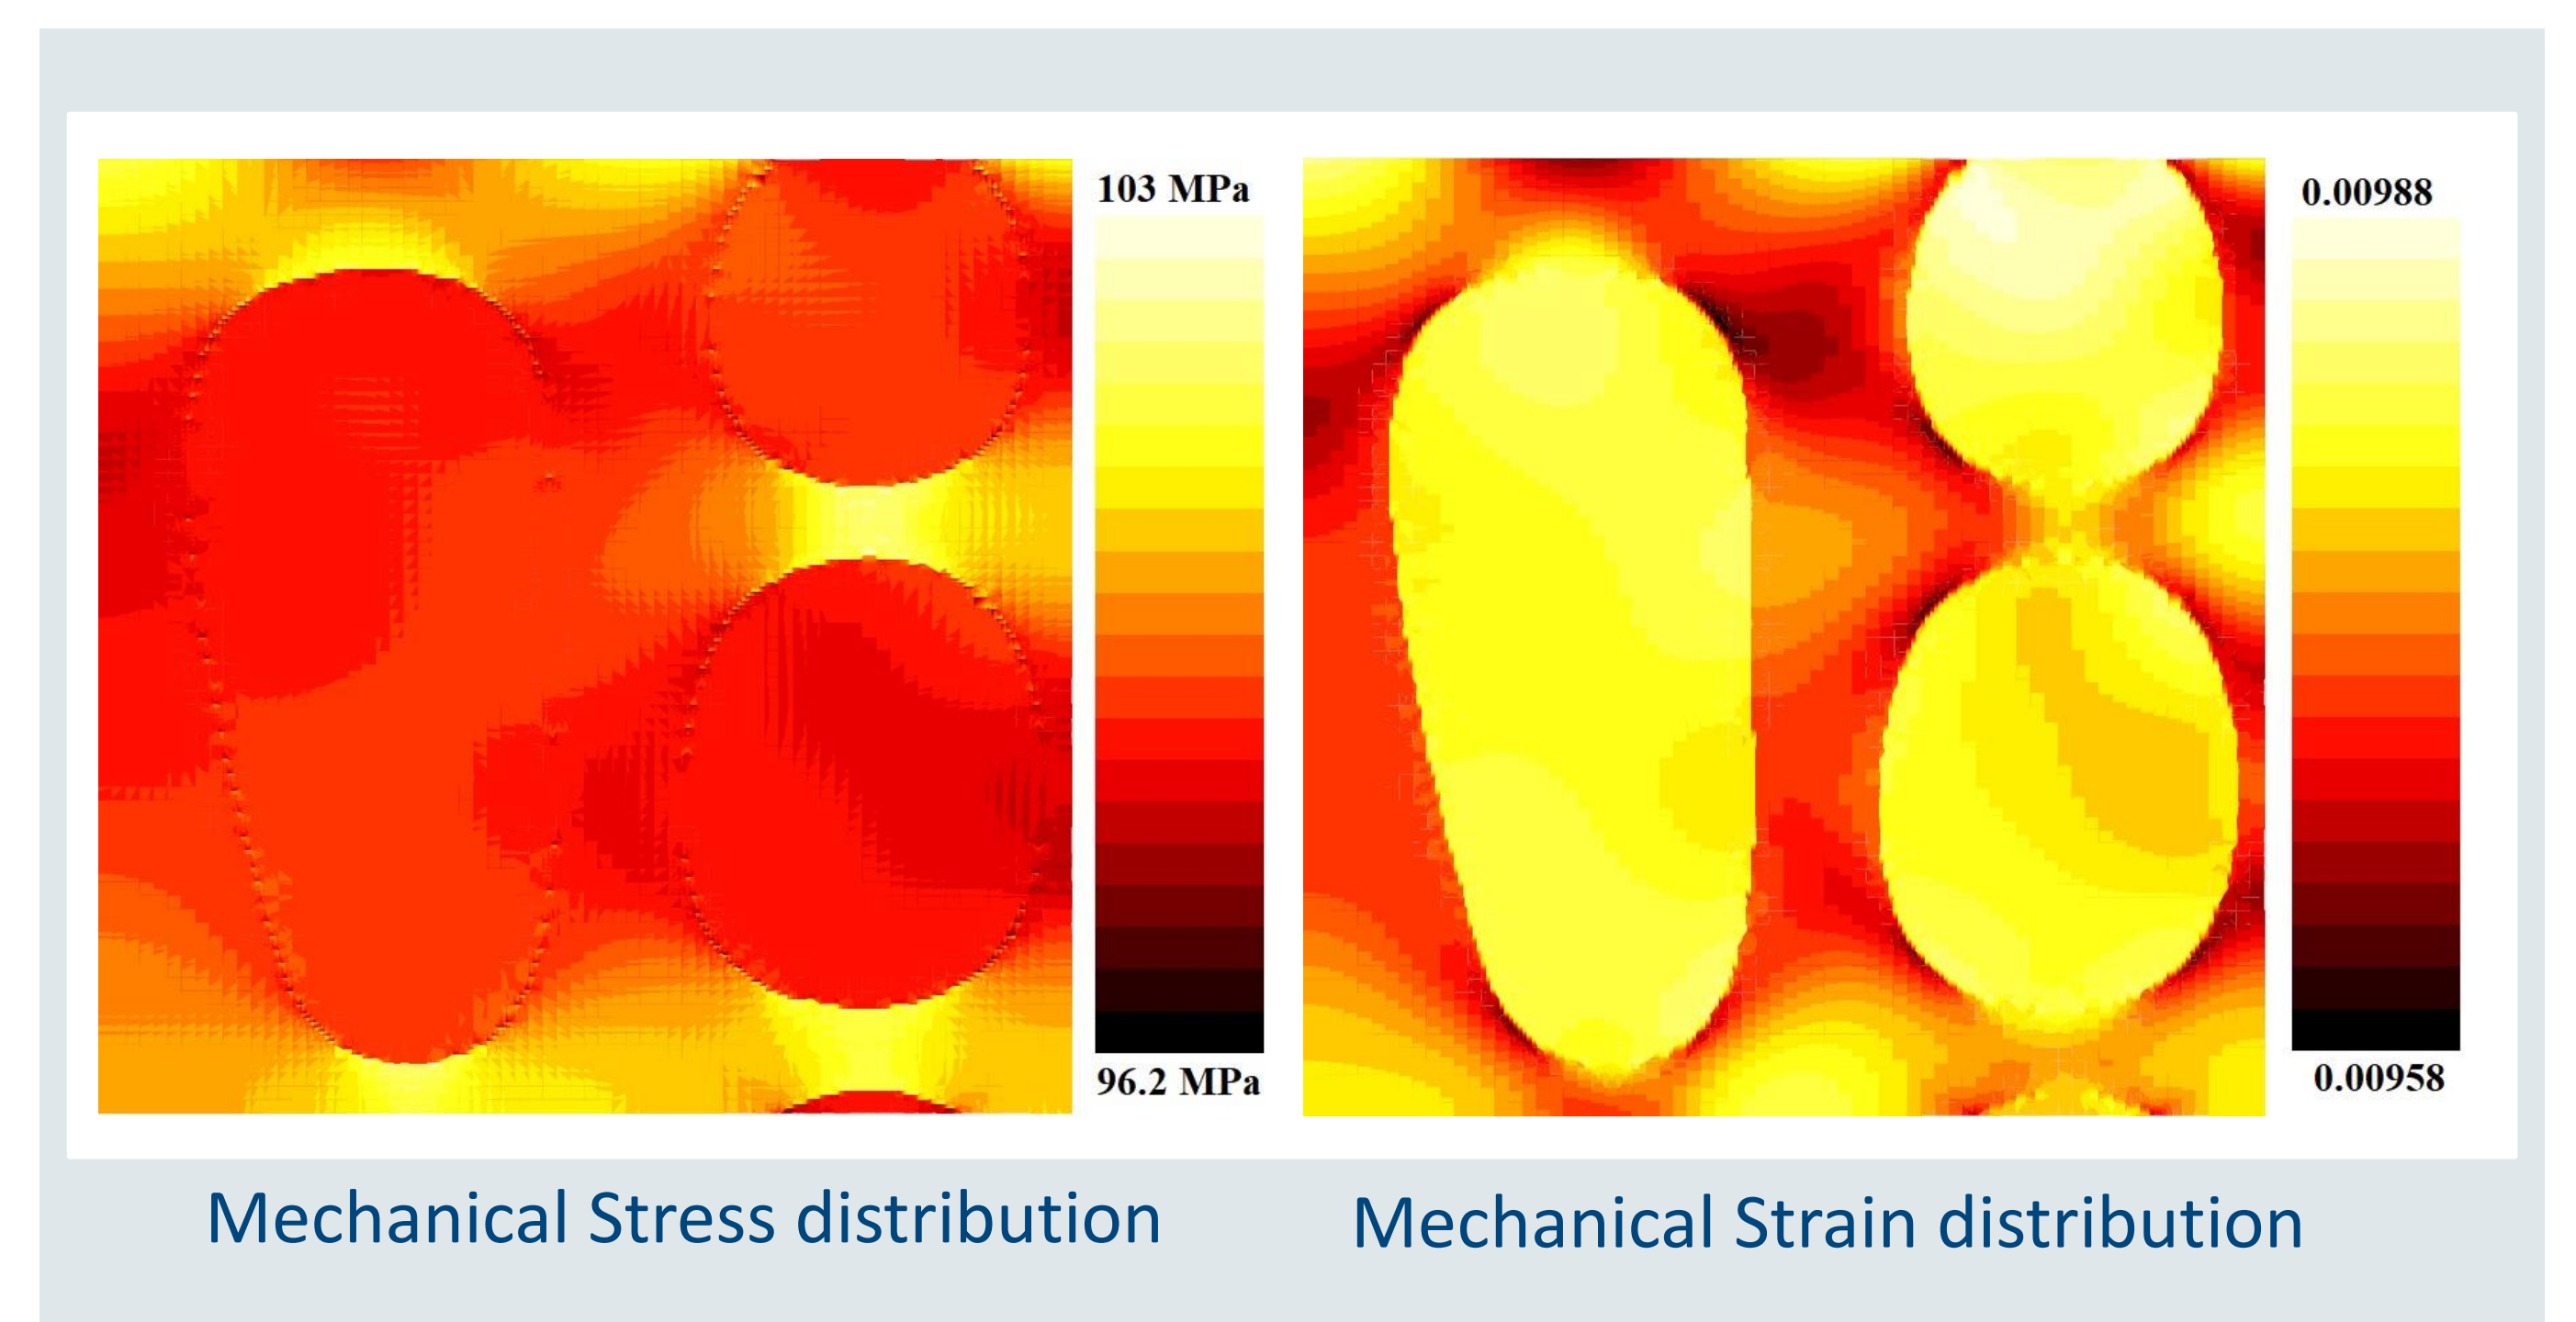 103 MPa
96.2 MPa
0.00988
0.00958
Mechanical Stress distribution
Mechanical Strain distribution